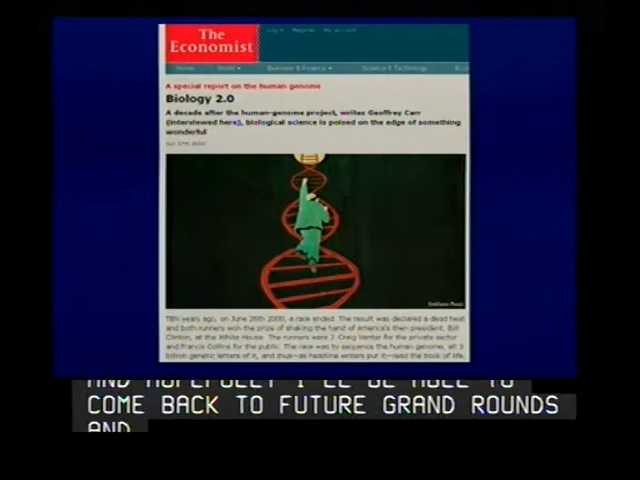 The
Economist
Log in Register My account
Home World Business & Finance Science & Technology
A special report on the human genome
Biology 2.0
A decade after the human-genome project, writes Geoffrey Carr
(interviewed here), biological science is poised on the edge of something
wonderful
TEN years ago, on June 26th 2000, a race ended. The result was declared a dead heat
and both runners won the prize of shaking the hand of America's then president, Bill
Clinton, at the White House. The runners were J. Craig Venter for the private sector
and Francis Collins for the public. The race was to sequence the human genome, all 3
billion genetic letters of it, and thus—as headline writers put it—read the book of life.
AND HOPEFULLY I'LL BE ABLE TO
COME BACK TO FUTURE GRAND ROUNDS
AND